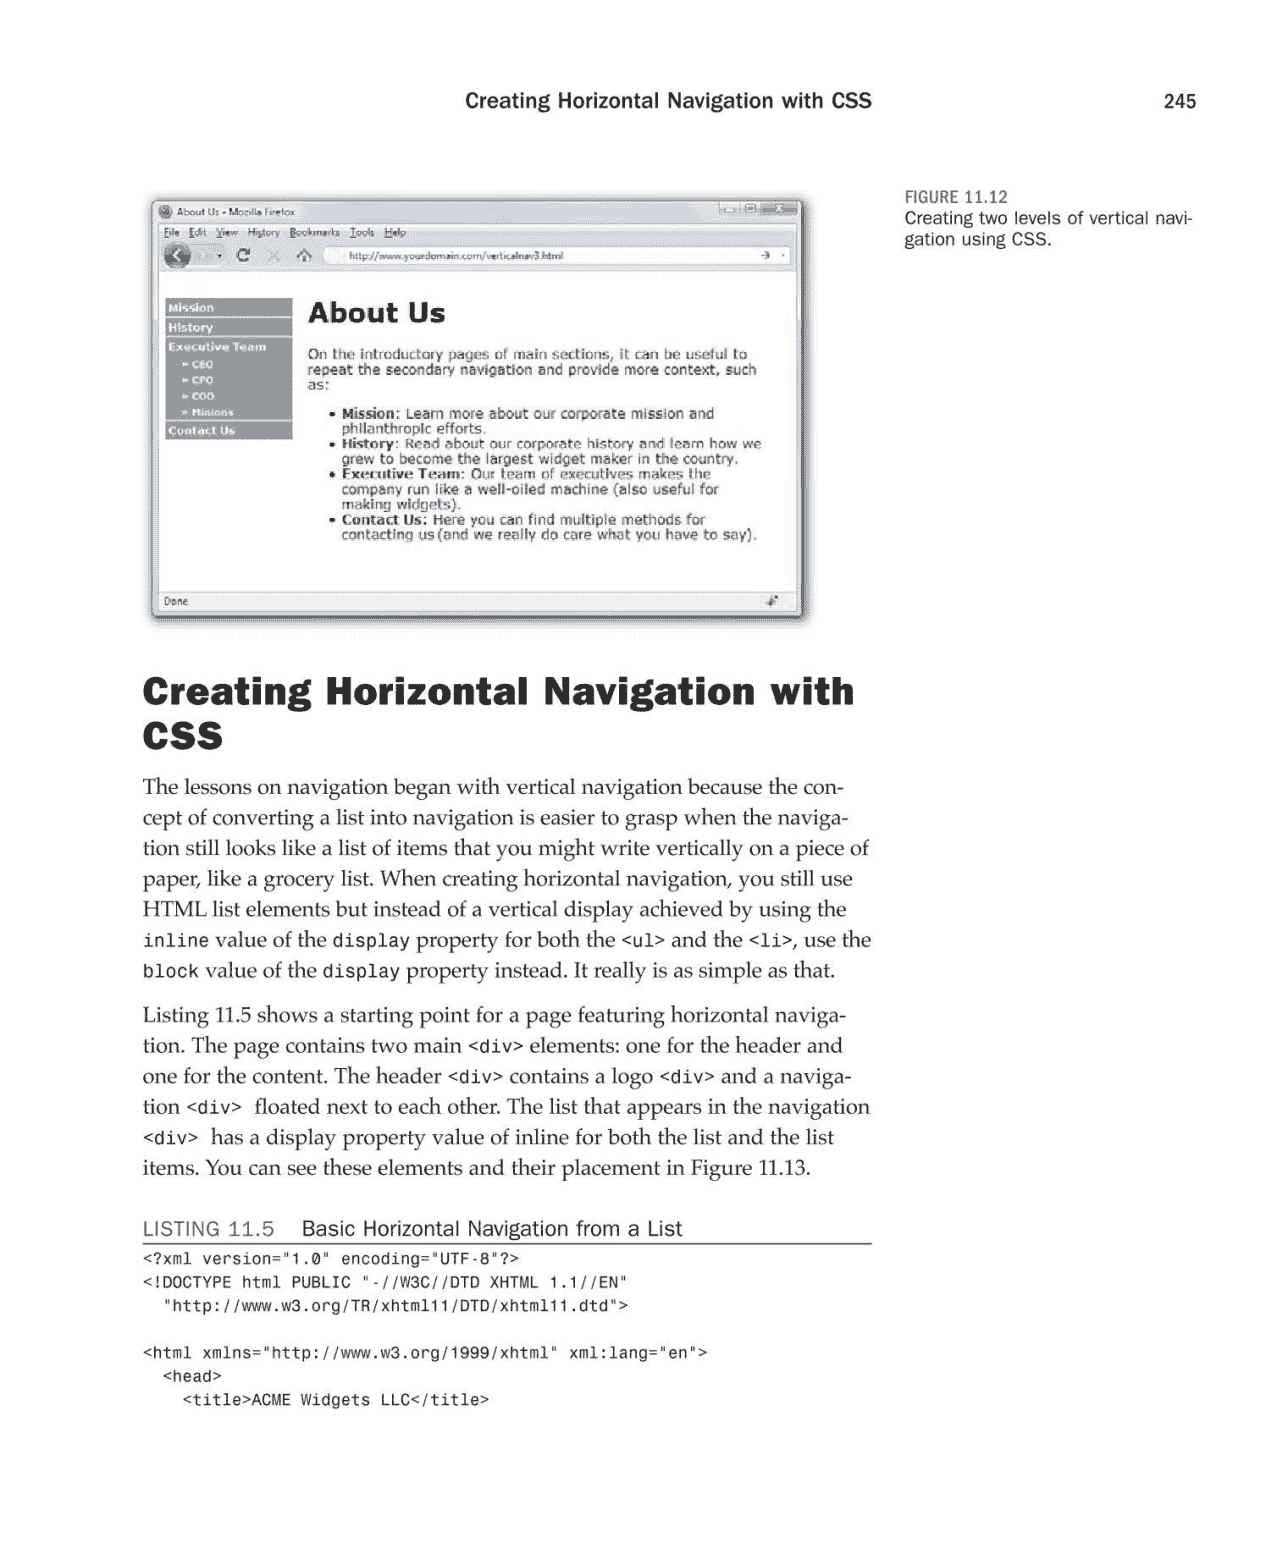 Creating Horizontal Navigation with CSS
245
FIGURE 11.12
Creating two levels of vertical navi-
gation using CSS.
About Us - Mozilla Firefox
File Edit View History Bookmarks Tools Help
http://www.yourdomain.com/verticalnav3.html
Mission
History
Executive Team
» CEO
» CFO
» COO
» Minions
Contact Us
About Us
On the introductory pages of main sections, it can be useful to
repeat the secondary navigation and provide more context, such
as:
• Mission: Learn more about our corporate mission and
philanthropic efforts.
• History: Read about our corporate history and learn how we
grew to become the largest widget maker in the country.
• Executive Team: Our team of executives makes the
company run like a well-oiled machine (also useful for
making widgets).
• Contact Us: Here you can find multiple methods for
contacting us (and we really do care what you have to say).
Done
Creating Horizontal Navigation with
CSS
The lessons on navigation began with vertical navigation because the con-
cept of converting a list into navigation is easier to grasp when the naviga-
tion still looks like a list of items that you might write vertically on a piece of
paper, like a grocery list. When creating horizontal navigation, you still use
HTML list elements but instead of a vertical display achieved by using the
inline value of the display property for both the <ul> and the <li>, use the
block value of the display property instead. It really is as simple as that.
Listing 11.5 shows a starting point for a page featuring horizontal naviga-
tion. The page contains two main <div> elements: one for the header and
one for the content. The header <div> contains a logo <div> and a naviga-
tion <div> floated next to each other. The list that appears in the navigation
<div> has a display property value of inline for both the list and the list
items. You can see these elements and their placement in Figure 11.13.
LISTING 11.5 Basic Horizontal Navigation from a List
<?xml version="1.0" encoding="UTF-8"?>
<!DOCTYPE html PUBLIC "-//W3C//DTD XHTML 1.1//EN"
"http://www.w3.org/TR/xhtml11/DTD/xhtml11.dtd">
<html xmlns="http://www.w3.org/1999/xhtml" xml:lang="en">
<head>
<title>ACME Widgets LLC</title>